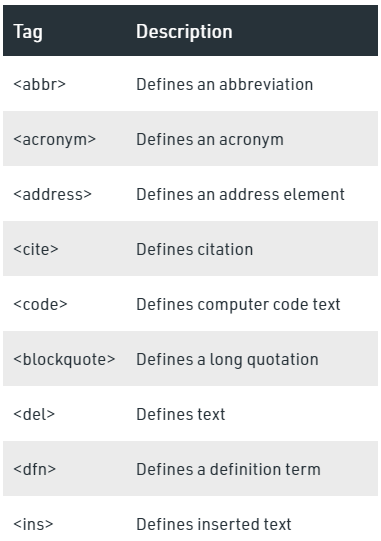 Tag Description
<abbr> Defines an abbreviation
<acronym> Defines an acronym
<address> Defines an address element
<cite> Defines citation
<code> Defines computer code text
<blockquote> Defines a long quotation
<del> Defines text
<dfn> Defines a definition term
<ins> Defines inserted text